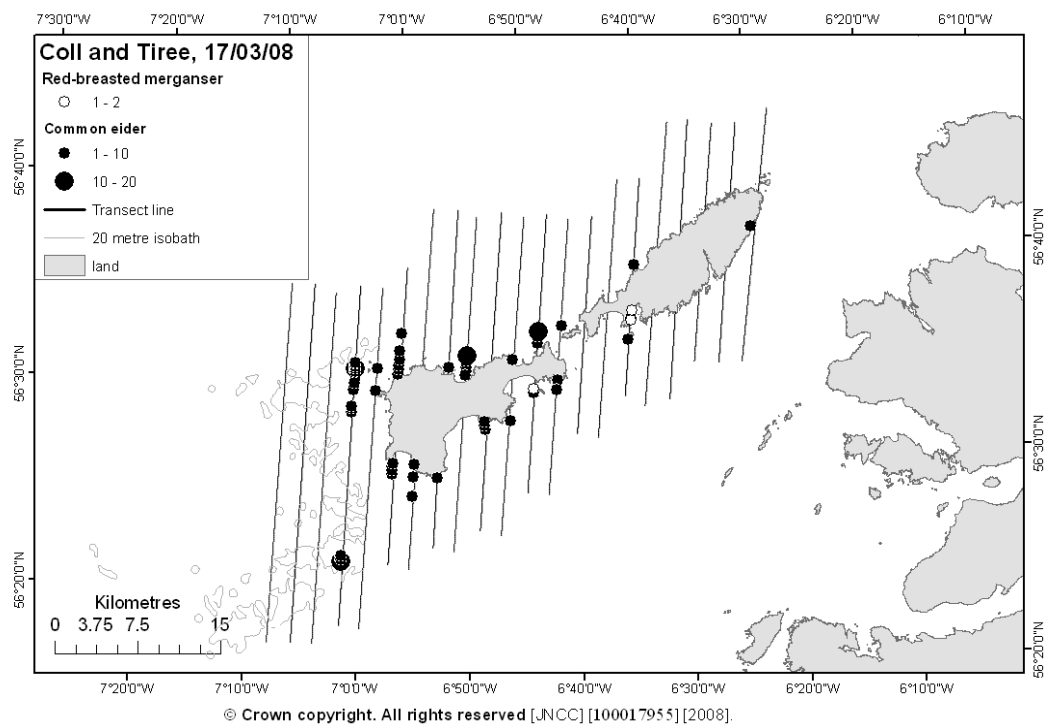 7°30'0"W 7°20'0"W 7°10'0"W 7°0'0"W 6°50'0"W 6°40'0"W 6°30'0"W 6°20'0"W 6°10'0"W
Coll and Tiree, 17/03/08
Red-breasted merganser
1 - 2
Common eider
1 - 10
10 - 20
Transect line
20 metre isobath
land
56°40'0"N
56°30'0"N
56°20'0"N
56°40'0"N
56°30'0"N
56°20'0"N
Kilometres
0 3.75 7.5 15
7°20'0"W 7°10'0"W 7°0'0"W 6°50'0"W 6°40'0"W 6°30'0"W 6°20'0"W 6°10'0"W
© Crown copyright. All rights reserved [JNCC] [100017955] [2008].